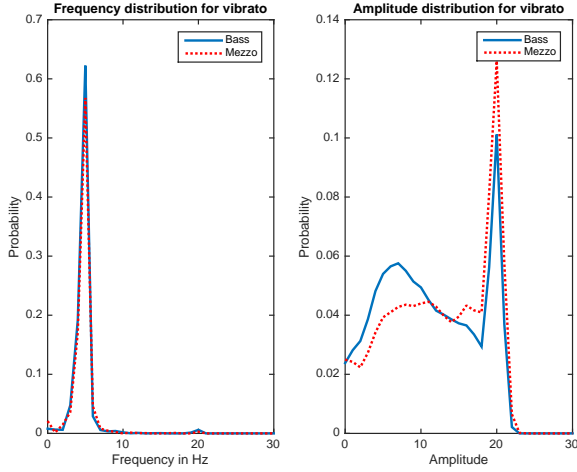 Frequency distribution for vibrato
0.7
0.6
0.5
0.4
0.3
0.2
0.1
0
Probability
Bass
Mezzo
0 10 20 30
Frequency in Hz
Amplitude distribution for vibrato
0.14
0.12
0.1
0.08
0.06
0.04
0.02
0
Probability
Bass
Mezzo
0 10 20 30
Amplitude